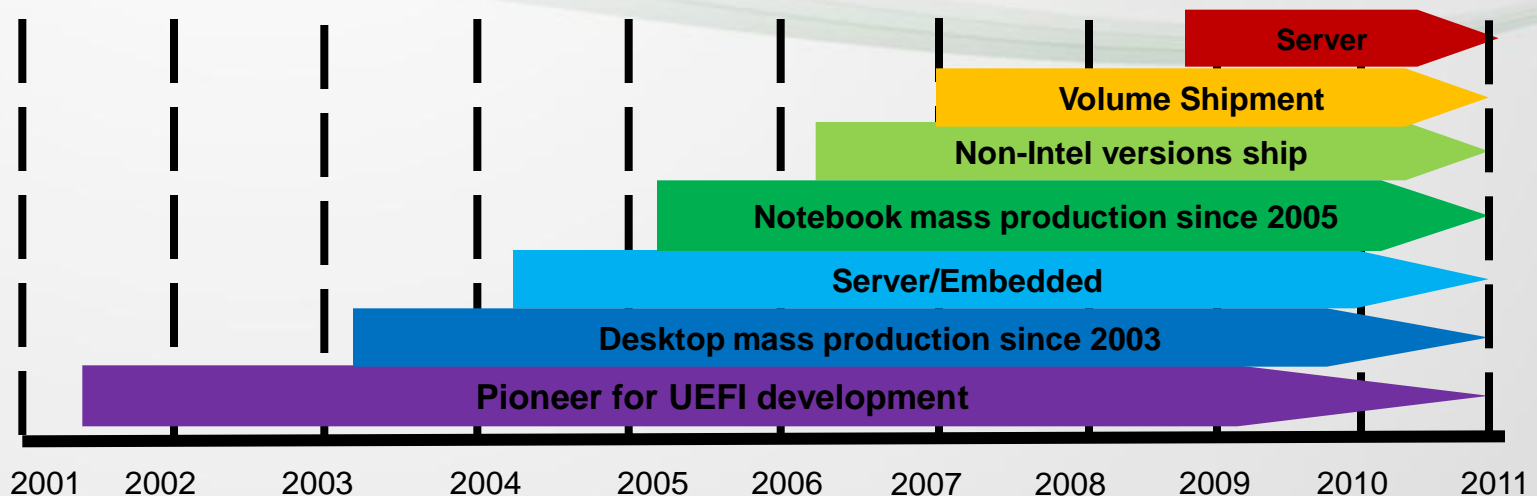 Server
Volume Shipment
Non-Intel versions ship
Notebook mass production since 2005
Server/Embedded
Desktop mass production since 2003
Pioneer for UEFI development
2001 2002 2003 2004 2005 2006 2007 2008 2009 2010 2011